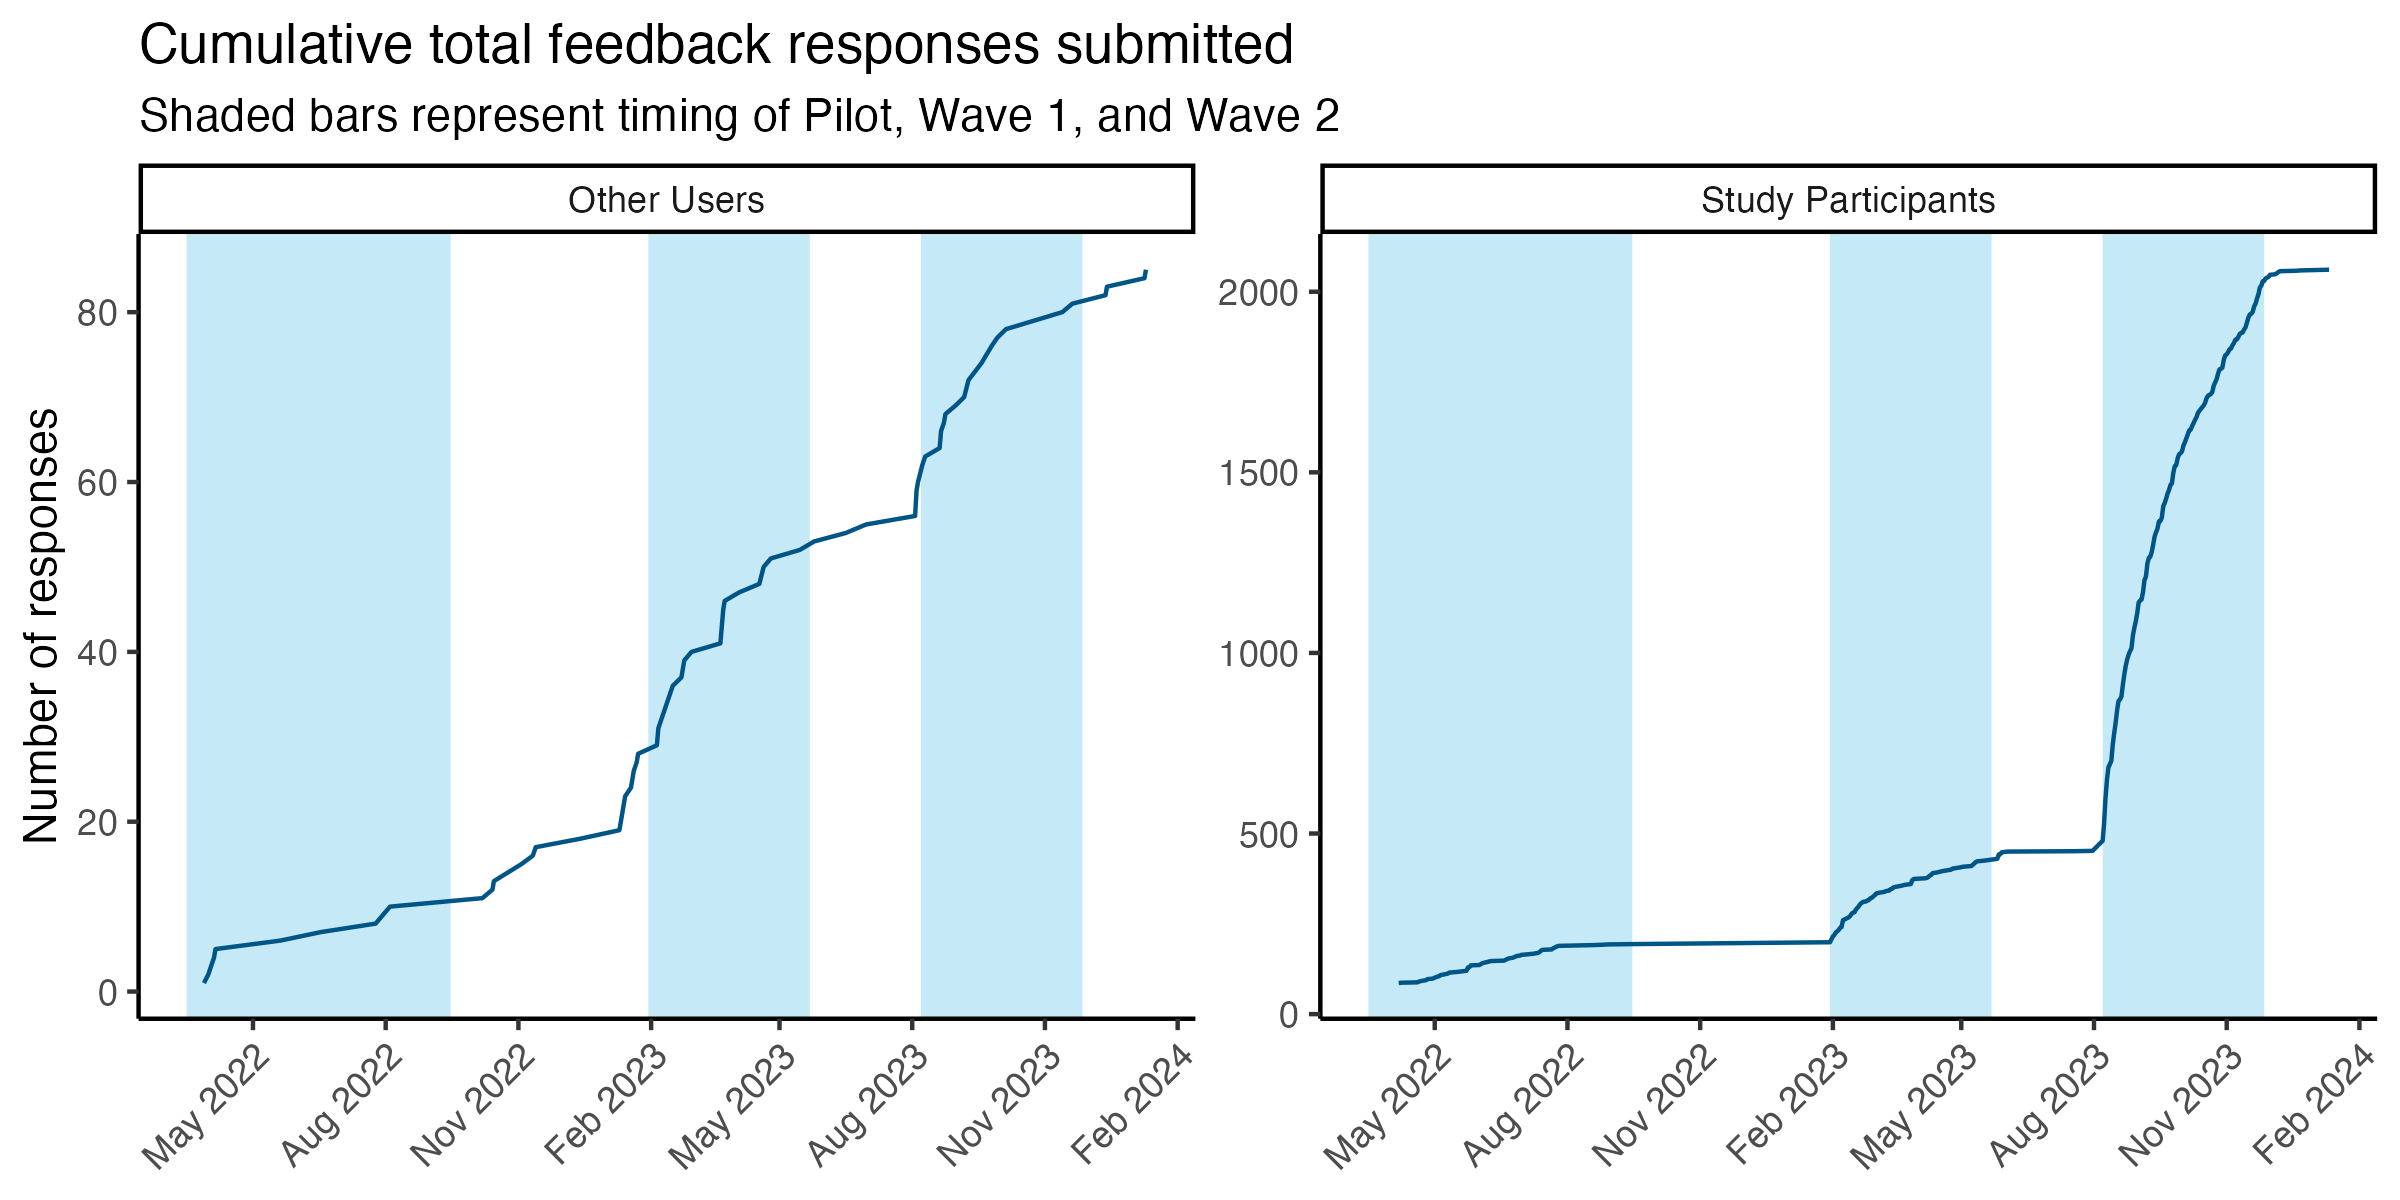 Cumulative total feedback responses submitted
Shaded bars represent timing of Pilot, Wave 1, and Wave 2
Other Users
Study Participants
Number of responses
80
60
40
20
0
May 2022
Aug 2022
Nov 2022
Feb 2023
May 2023
Aug 2023
Nov 2023
Feb 2024
2000
1500
1000
500
0
May 2022
Aug 2022
Nov 2022
Feb 2023
May 2023
Aug 2023
Nov 2023
Feb 2024